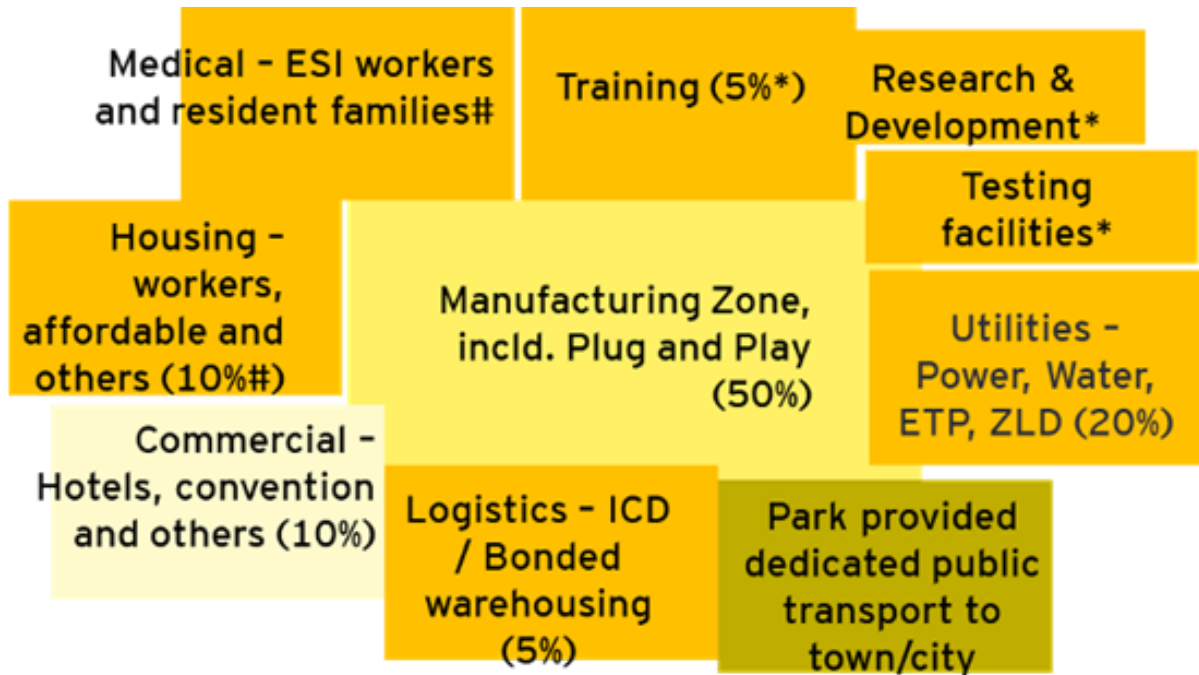 Medical – ESI workers
and resident families#
Training (5%*)
Research &
Development*
Testing
facilities*
Housing –
workers,
affordable and
others (10%#)
Manufacturing Zone,
incld. Plug and Play
(50%)
Utilities –
Power, Water,
ETP, ZLD (20%)
Commercial –
Hotels, convention
and others (10%)
Logistics – ICD
/ Bonded
warehousing
(5%)
Park provided
dedicated public
transport to
town/city